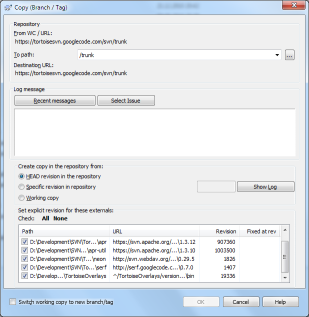 Copy (Branch / Tag)
Repository
From WC / URL:
https://tortoisesvn.googlecode.com/svn/trunk
To path:
/trunk
...
Destination URL:
https://tortoisesvn.googlecode.com/svn/trunk
Log message
Recent messages
Select Issue
Create copy in the repository from:
HEAD revision in the repository
Specific revision in repository
Show Log
Working copy
Set explicit revision for these externals:
Check: All None
Path URL Revision Fixed at rev
D:\Development\SVN\Tor...\apr https://svn.apache.org/...\1.3.12 907360
D:\Development\SVN\T...\apr-util https://svn.apache.org/...\1.3.10 1003500
D:\Development\SVN\T...\neon http://svn.webdav.org/...\0.29.5 1826
D:\Development\SVN\To...\serf http://serf.googlecode.c...\0.7.0 1407
D:\Develop...\TortoiseOverlays ^/TortoiseOverlays/version...\bin 19336
Switch working copy to new branch/tag
OK
Cancel
Help